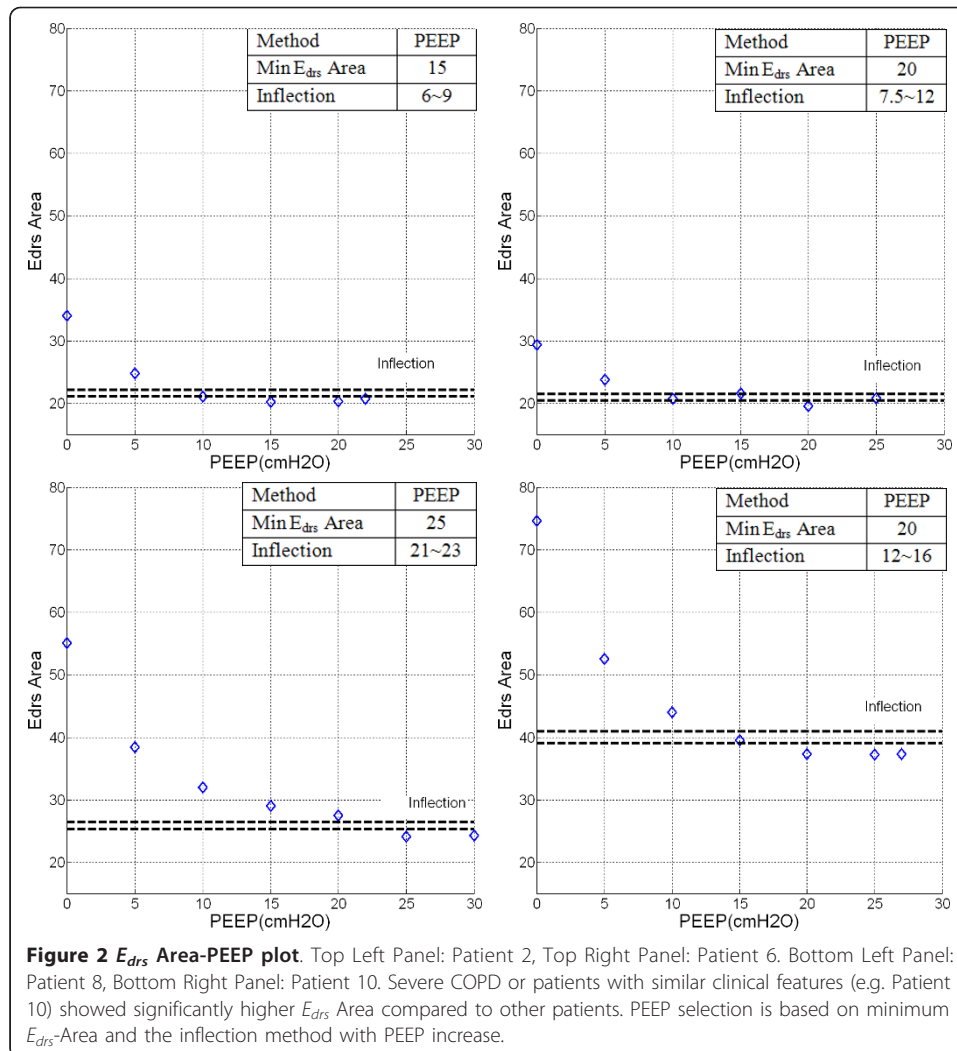 80
70
60
50
40
30
20
Edrs Area
Method PEEP
Min Edrs Area 15
Inflection 6~9
Inflection
0 5 10 15 20 25 30
PEEP(cmH2O)
80
70
60
50
40
30
20
Edrs Area
Method PEEP
Min Edrs Area 20
Inflection 7.5~12
Inflection
0 5 10 15 20 25 30
PEEP(cmH2O)
80
70
60
50
40
30
20
Edrs Area
Method PEEP
Min Edrs Area 25
Inflection 21~23
Inflection
0 5 10 15 20 25 30
PEEP(cmH2O)
80
70
60
50
40
30
20
Edrs Area
Method PEEP
Min Edrs Area 20
Inflection 12~16
Inflection
0 5 10 15 20 25 30
PEEP(cmH2O)
Figure 2 Edrs Area-PEEP plot. Top Left Panel: Patient 2, Top Right Panel: Patient 6. Bottom Left Panel:
Patient 8, Bottom Right Panel: Patient 10. Severe COPD or patients with similar clinical features (e.g. Patient
10) showed significantly higher Edrs Area compared to other patients. PEEP selection is based on minimum
Edrs-Area and the inflection method with PEEP increase.